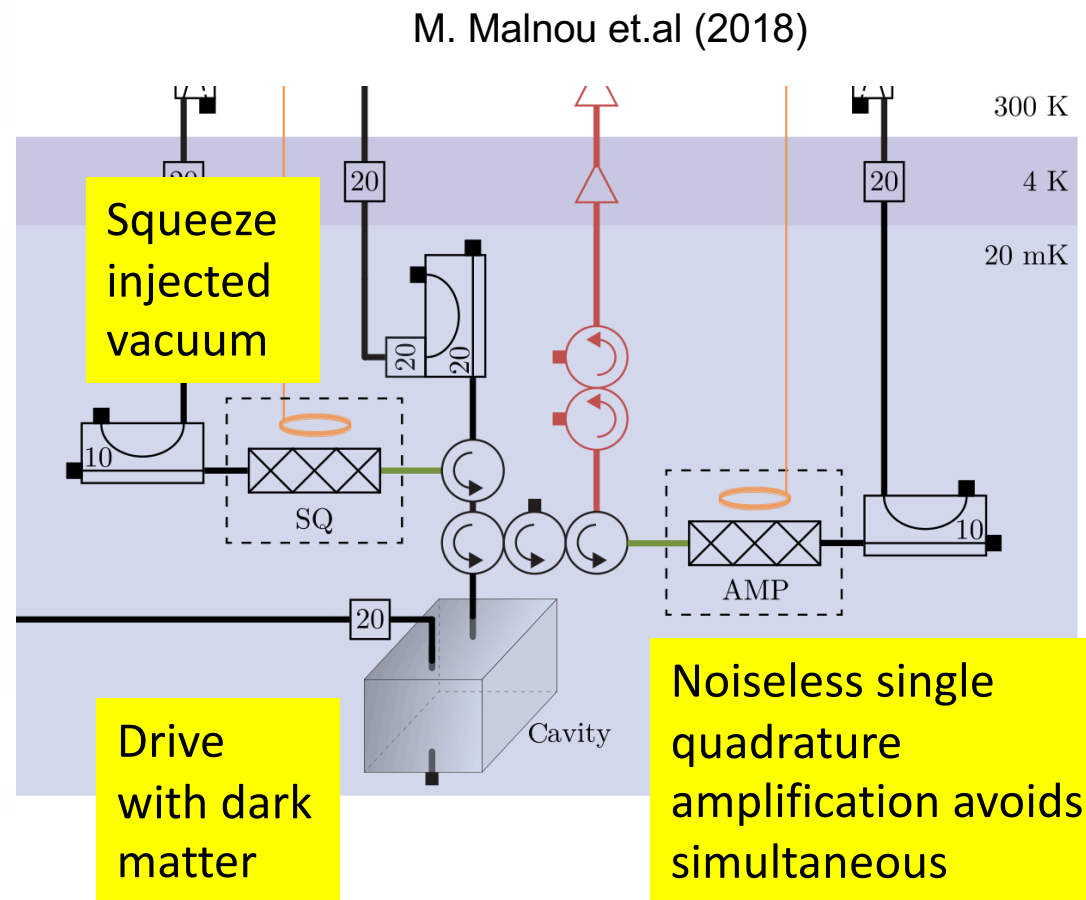 M. Malnou et.al (2018)
300 K
20
20
4 K
20 mK
Squeeze
injected
vacuum
20
20
10
SQ
10
AMP
20
Cavity
Drive
with dark
matter
Noiseless single
quadrature
amplification avoids
simultaneous